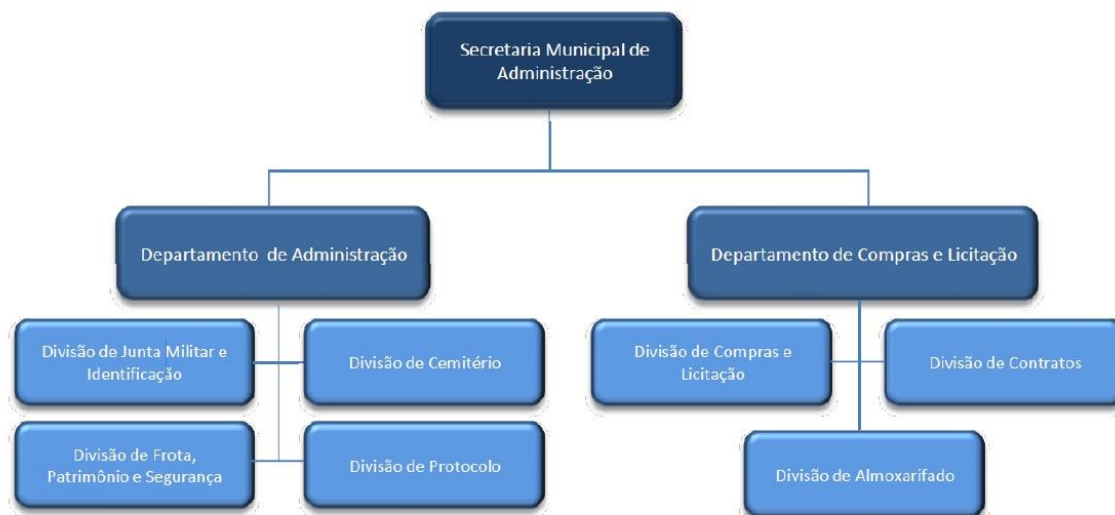 Secretaria Municipal de
Administração
Departamento de Administração
Departamento de Compras e Licitação
Divisão de Junta Militar e
Identificação
Divisão de Cemitério
Divisão de Compras e
Licitação
Divisão de Contratos
Divisão de Frota,
Patrimônio e Segurança
Divisão de Protocolo
Divisão de Almoxarifado